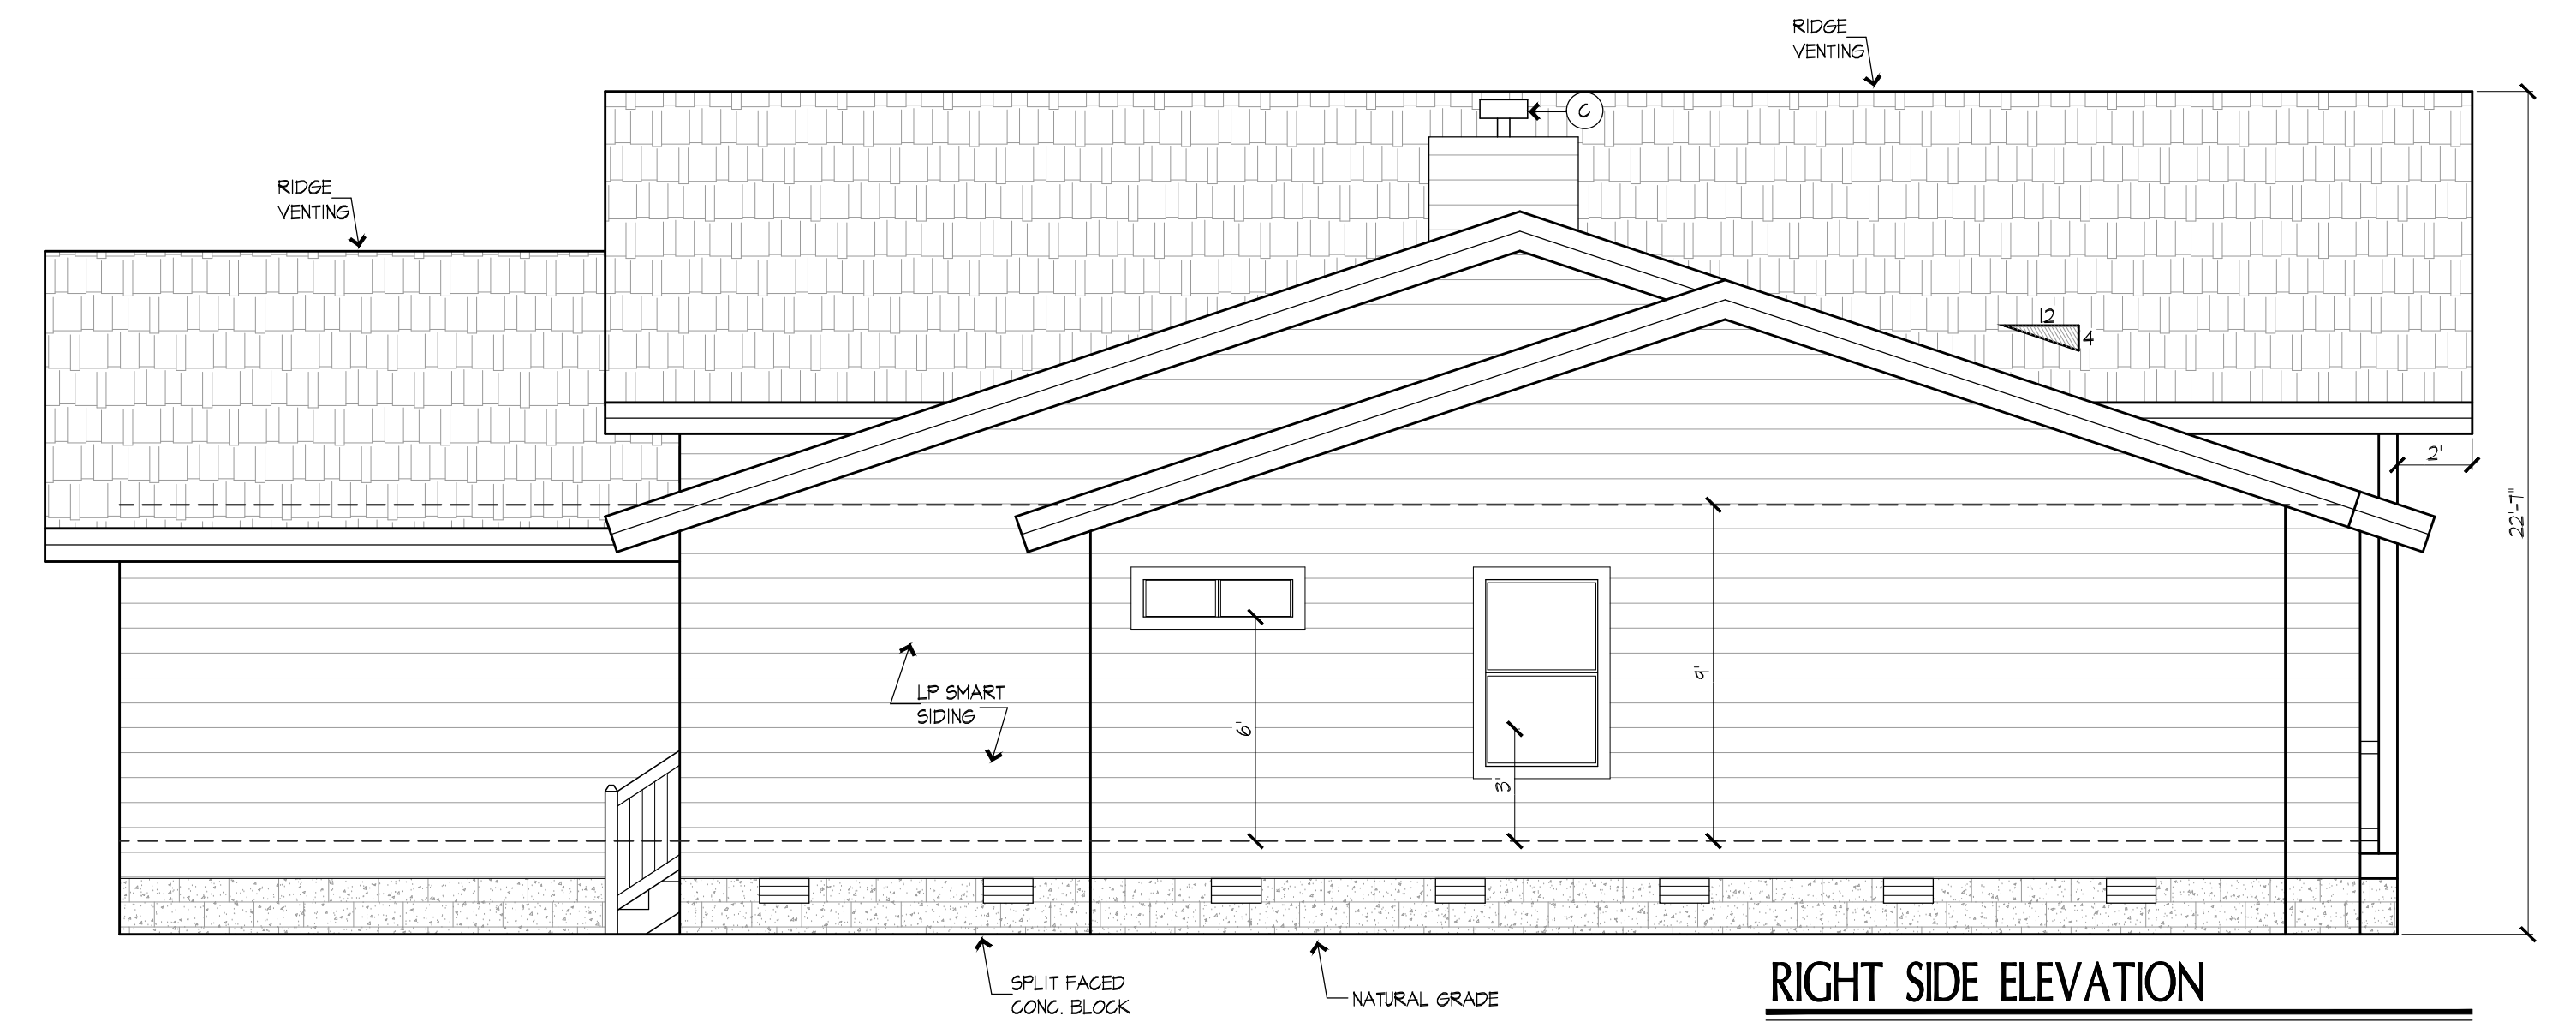 RIDGE
VENTING
C
RIDGE
VENTING
12
4
2'
22'-7"
9'
LP SMART
SIDING
6'
3'
SPLIT FACED
CONC. BLOCK
NATURAL GRADE
RIGHT SIDE ELEVATION